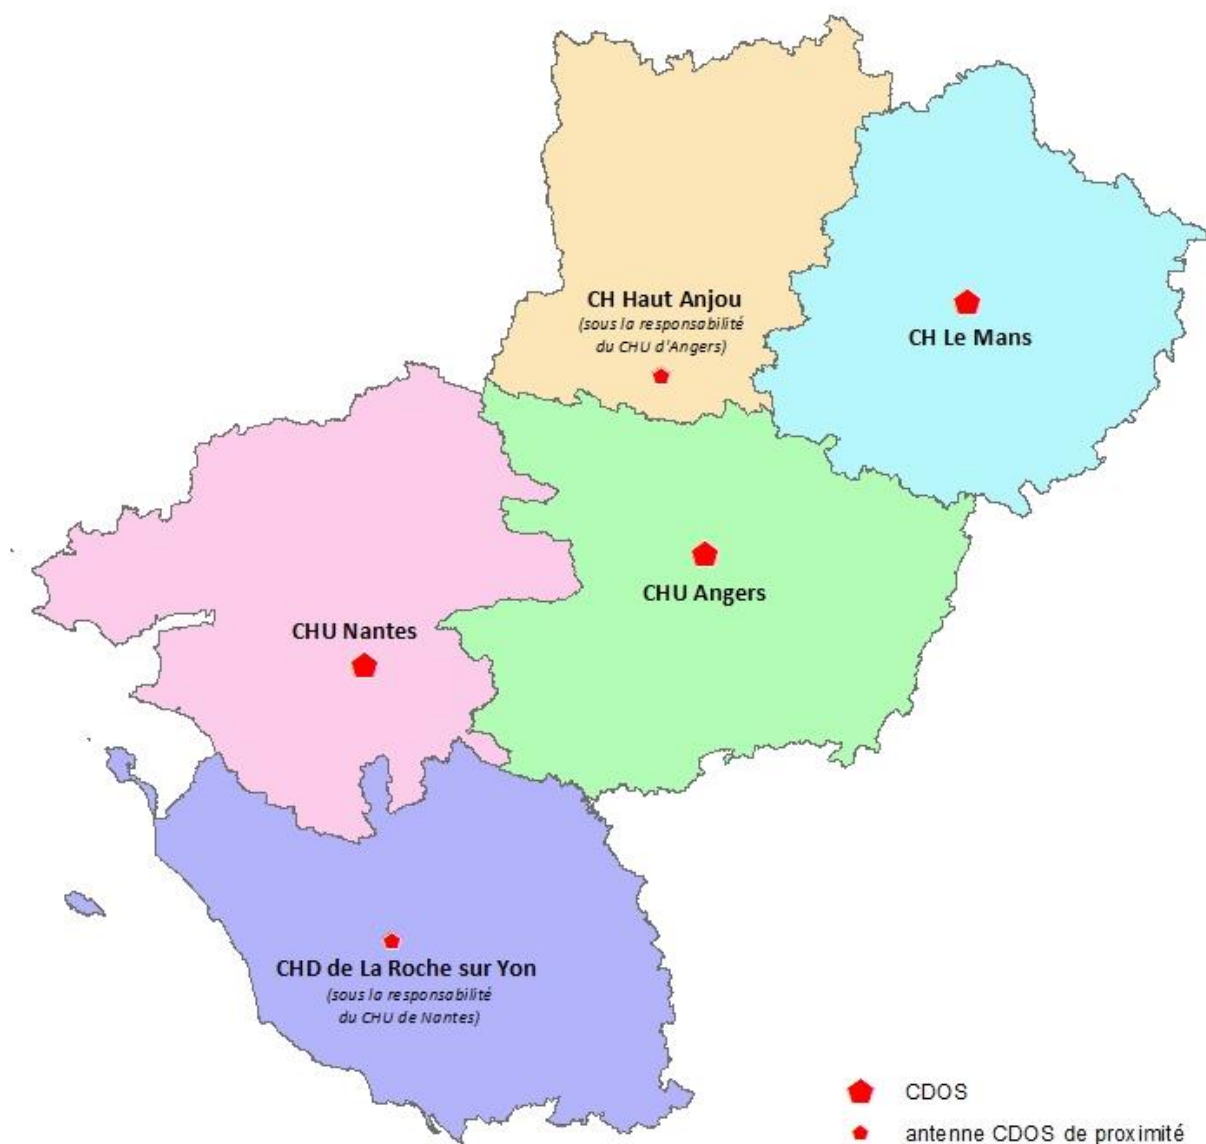 CH Haut Anjou
(sous la responsabilité
du CHU d'Angers)
CH Le Mans
CHU Angers
CHU Nantes
CHD de La Roche sur Yon
(sous la responsabilité
du CHU de Nantes)
CDOS
antenne CDOS de proximité